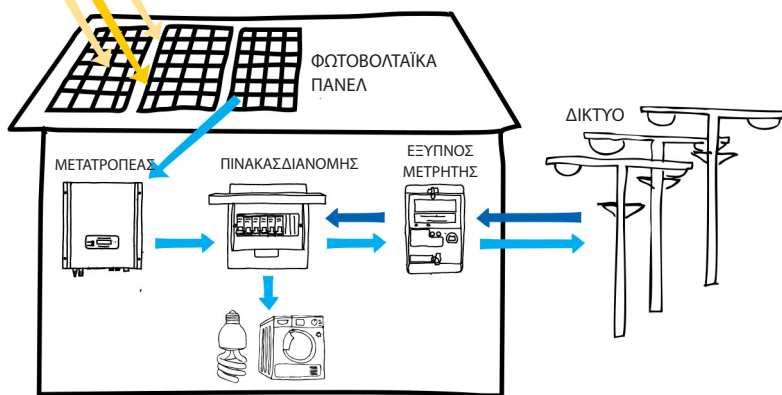 ΦΩΤΟΒΟΛΤΑΪΚΑ
ΠΑΝΕΛ
ΔΙΚΤΥΟ
ΜΕΤΑΤΡΟΠΕΑΣ
ΠΙΝΑΚΑΣΔΙΑΝΟΜΗΣ
ΕΞΥΠΝΟΣ
ΜΕΤΡΗΤΗΣ